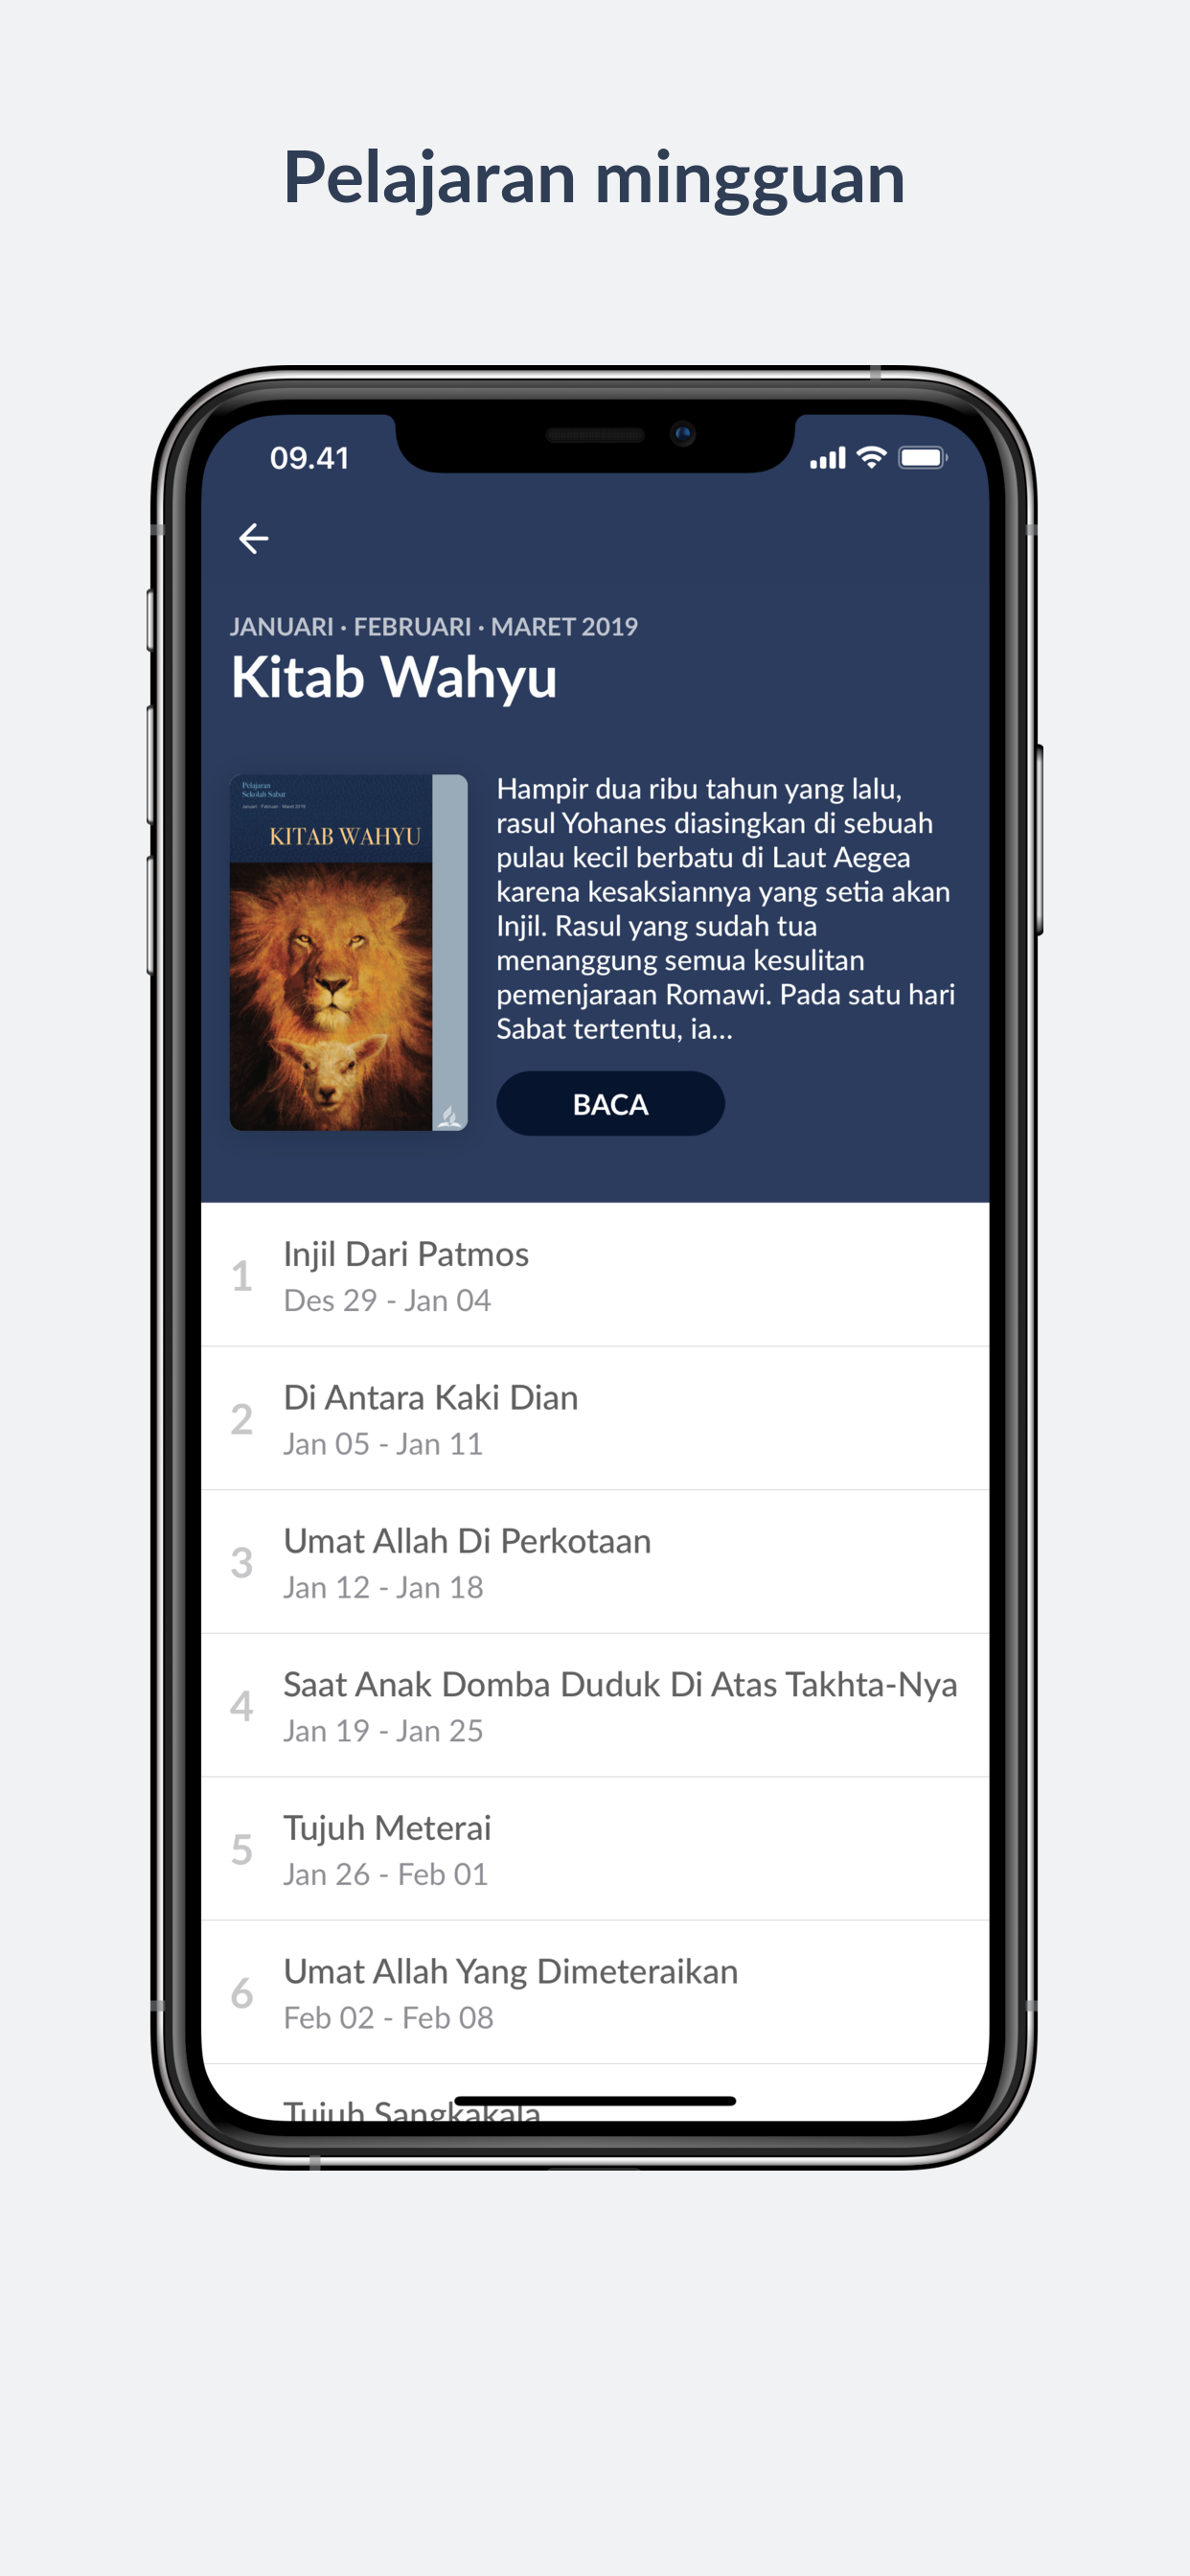 Pelajaran mingguan
09.41
JANUARI · FEBRUARI · MARET 2019
Kitab Wahyu
Pelajaran
Sekolah Sabat
Januari · Februari · Maret 2019
KITAB WAHYU
Hampir dua ribu tahun yang lalu,
rasul Yohanes diasingkan di sebuah
pulau kecil berbatu di Laut Aegea
karena kesaksiannya yang setia akan
Injil. Rasul yang sudah tua
menanggung semua kesulitan
pemenjaraan Romawi. Pada satu hari
Sabat tertentu, ia...
BACA
1
Injil Dari Patmos
Des 29 - Jan 04
2
Di Antara Kaki Dian
Jan 05 - Jan 11
3
Umat Allah Di Perkotaan
Jan 12 - Jan 18
4
Saat Anak Domba Duduk Di Atas Takhta-Nya
Jan 19 - Jan 25
5
Tujuh Meterai
Jan 26 - Feb 01
6
Umat Allah Yang Dimeteraikan
Feb 02 - Feb 08
Tujuh Sangkakala